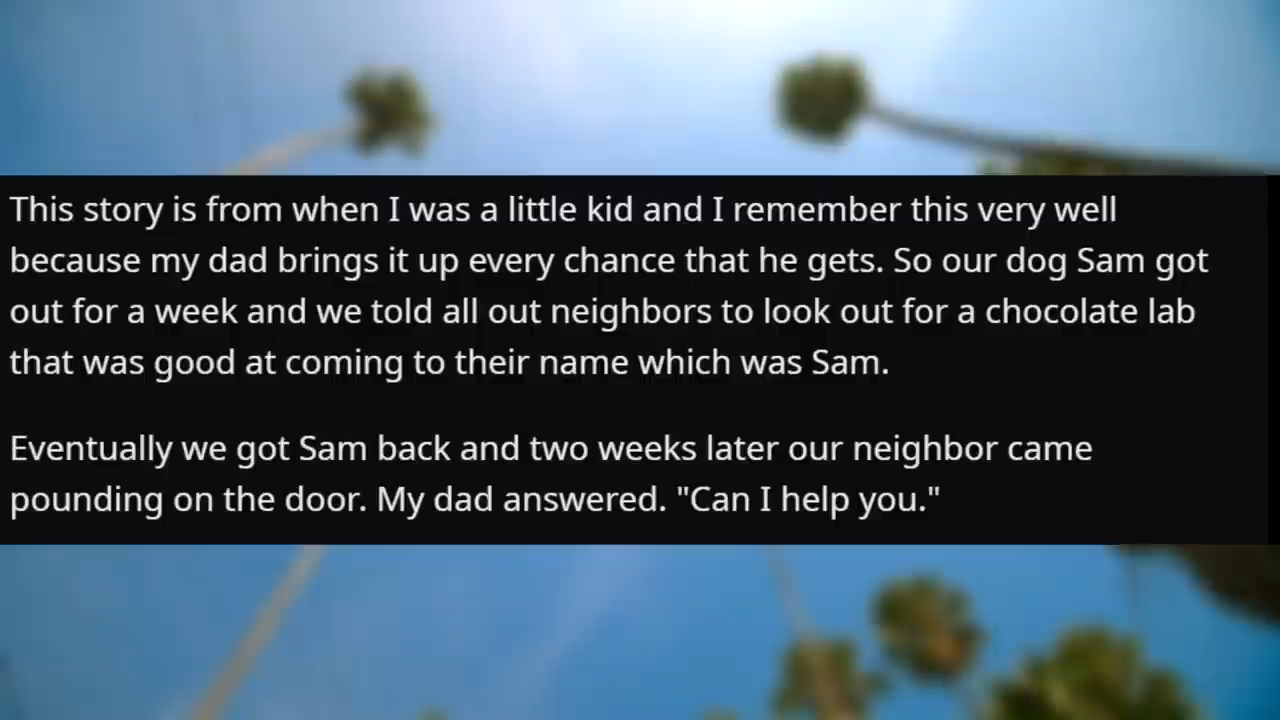 This story is from when I was a little kid and I remember this very well
because my dad brings it up every chance that he gets. So our dog Sam got
out for a week and we told all out neighbors to look out for a chocolate lab
that was good at coming to their name which was Sam.
Eventually we got Sam back and two weeks later our neighbor came
pounding on the door. My dad answered. "Can I help you."